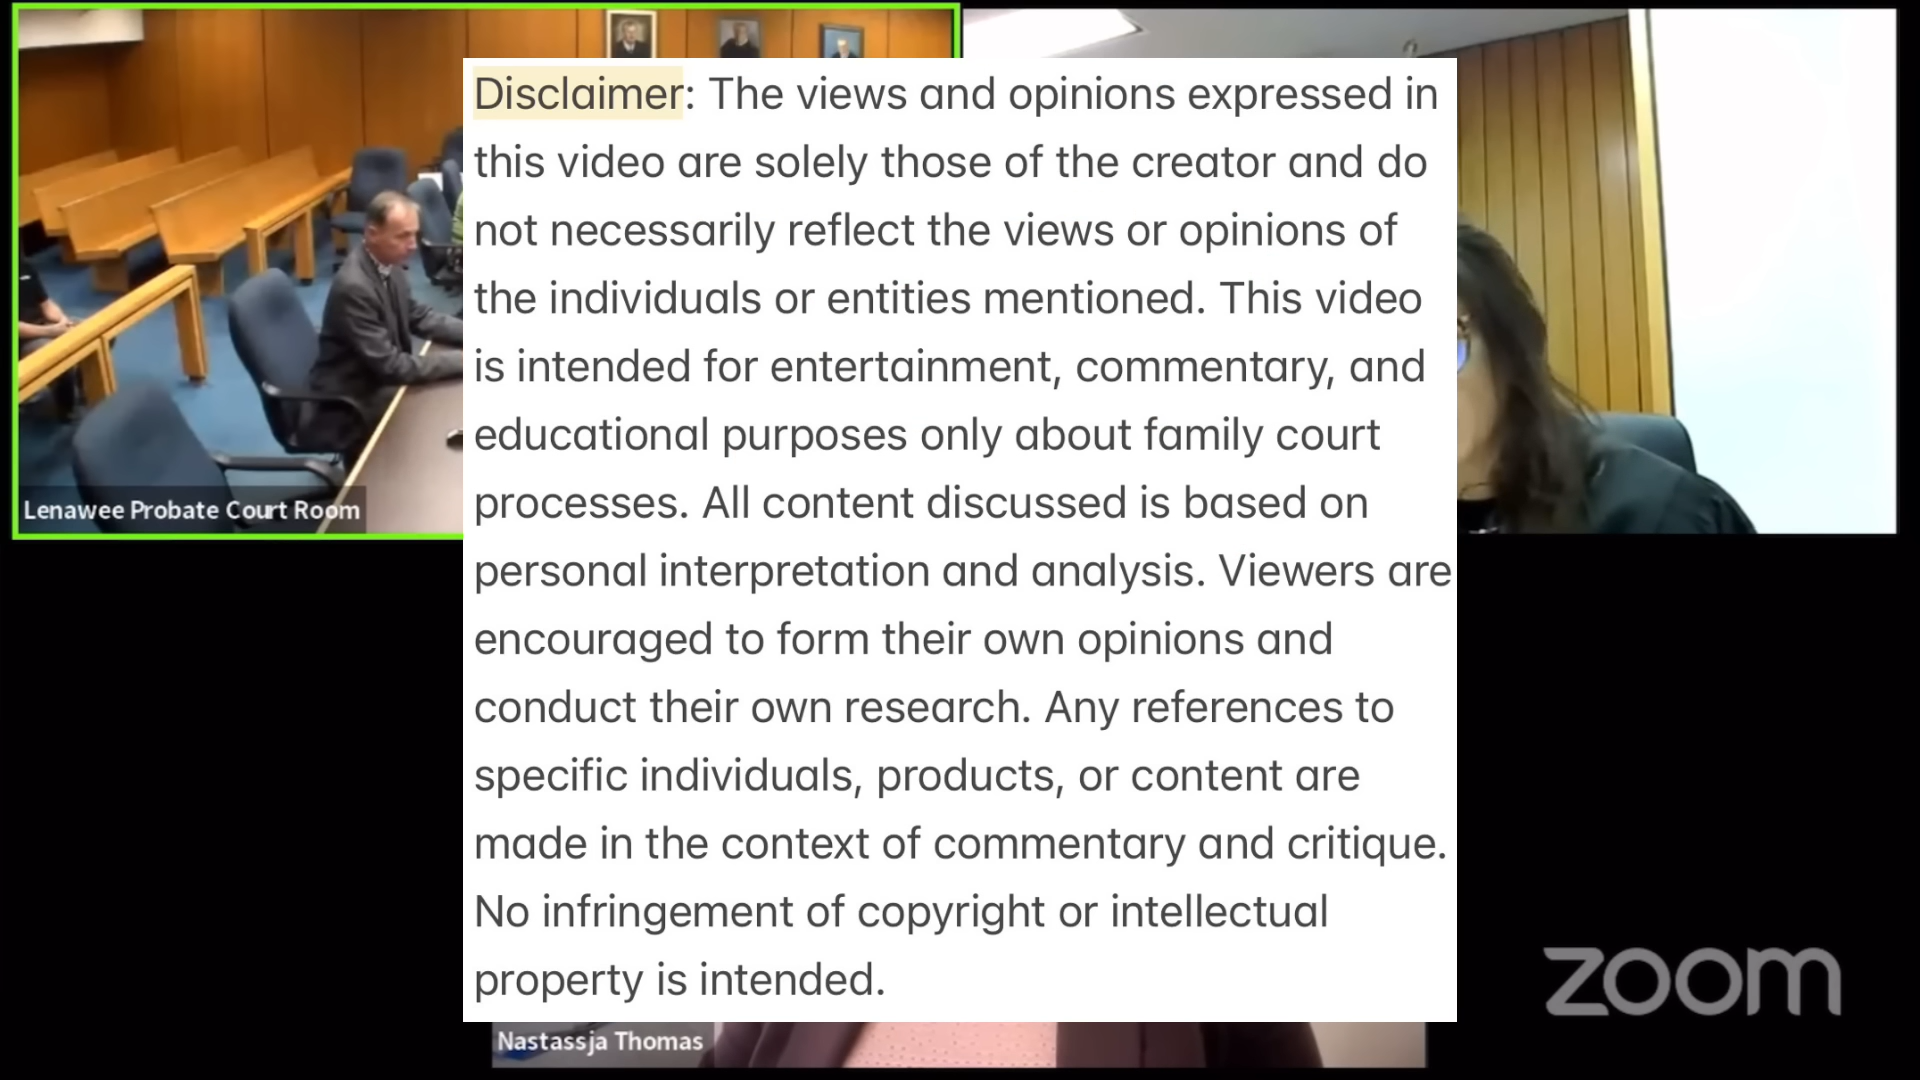 Disclaimer: The views and opinions expressed in
this video are solely those of the creator and do
not necessarily reflect the views or opinions of
the individuals or entities mentioned. This video
is intended for entertainment, commentary, and
educational purposes only about family court
processes. All content discussed is based on
personal interpretation and analysis. Viewers are
encouraged to form their own opinions and
conduct their own research. Any references to
specific individuals, products, or content are
made in the context of commentary and critique.
No infringement of copyright or intellectual
property is intended.
Lenawee Probate Court Room
Nastassja Thomas
zoom